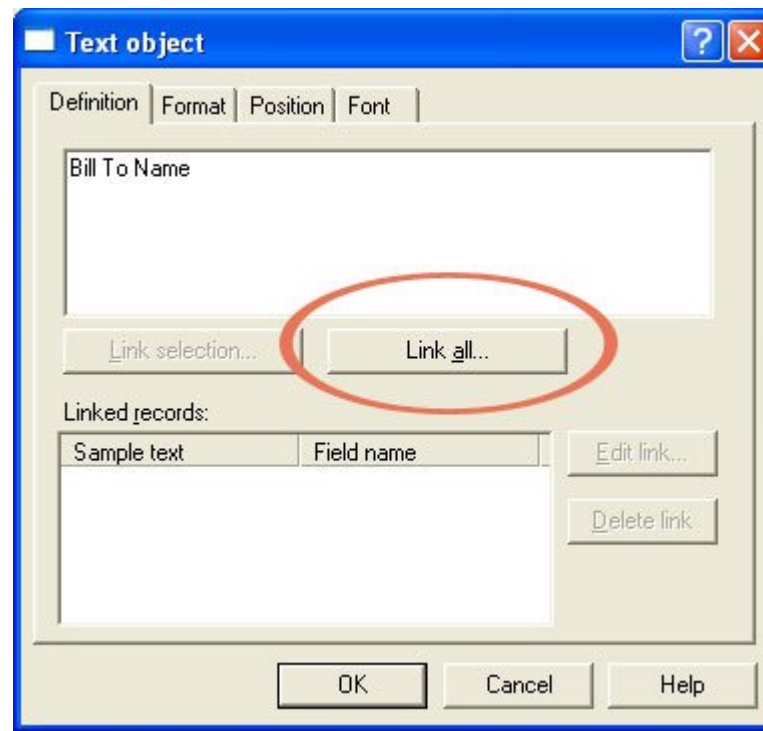 Text object
Definition Format Position Font
Bill To Name
Link selection... Link all...
Linked records:
Sample text Field name Edit link...
Delete link
OK Cancel Help